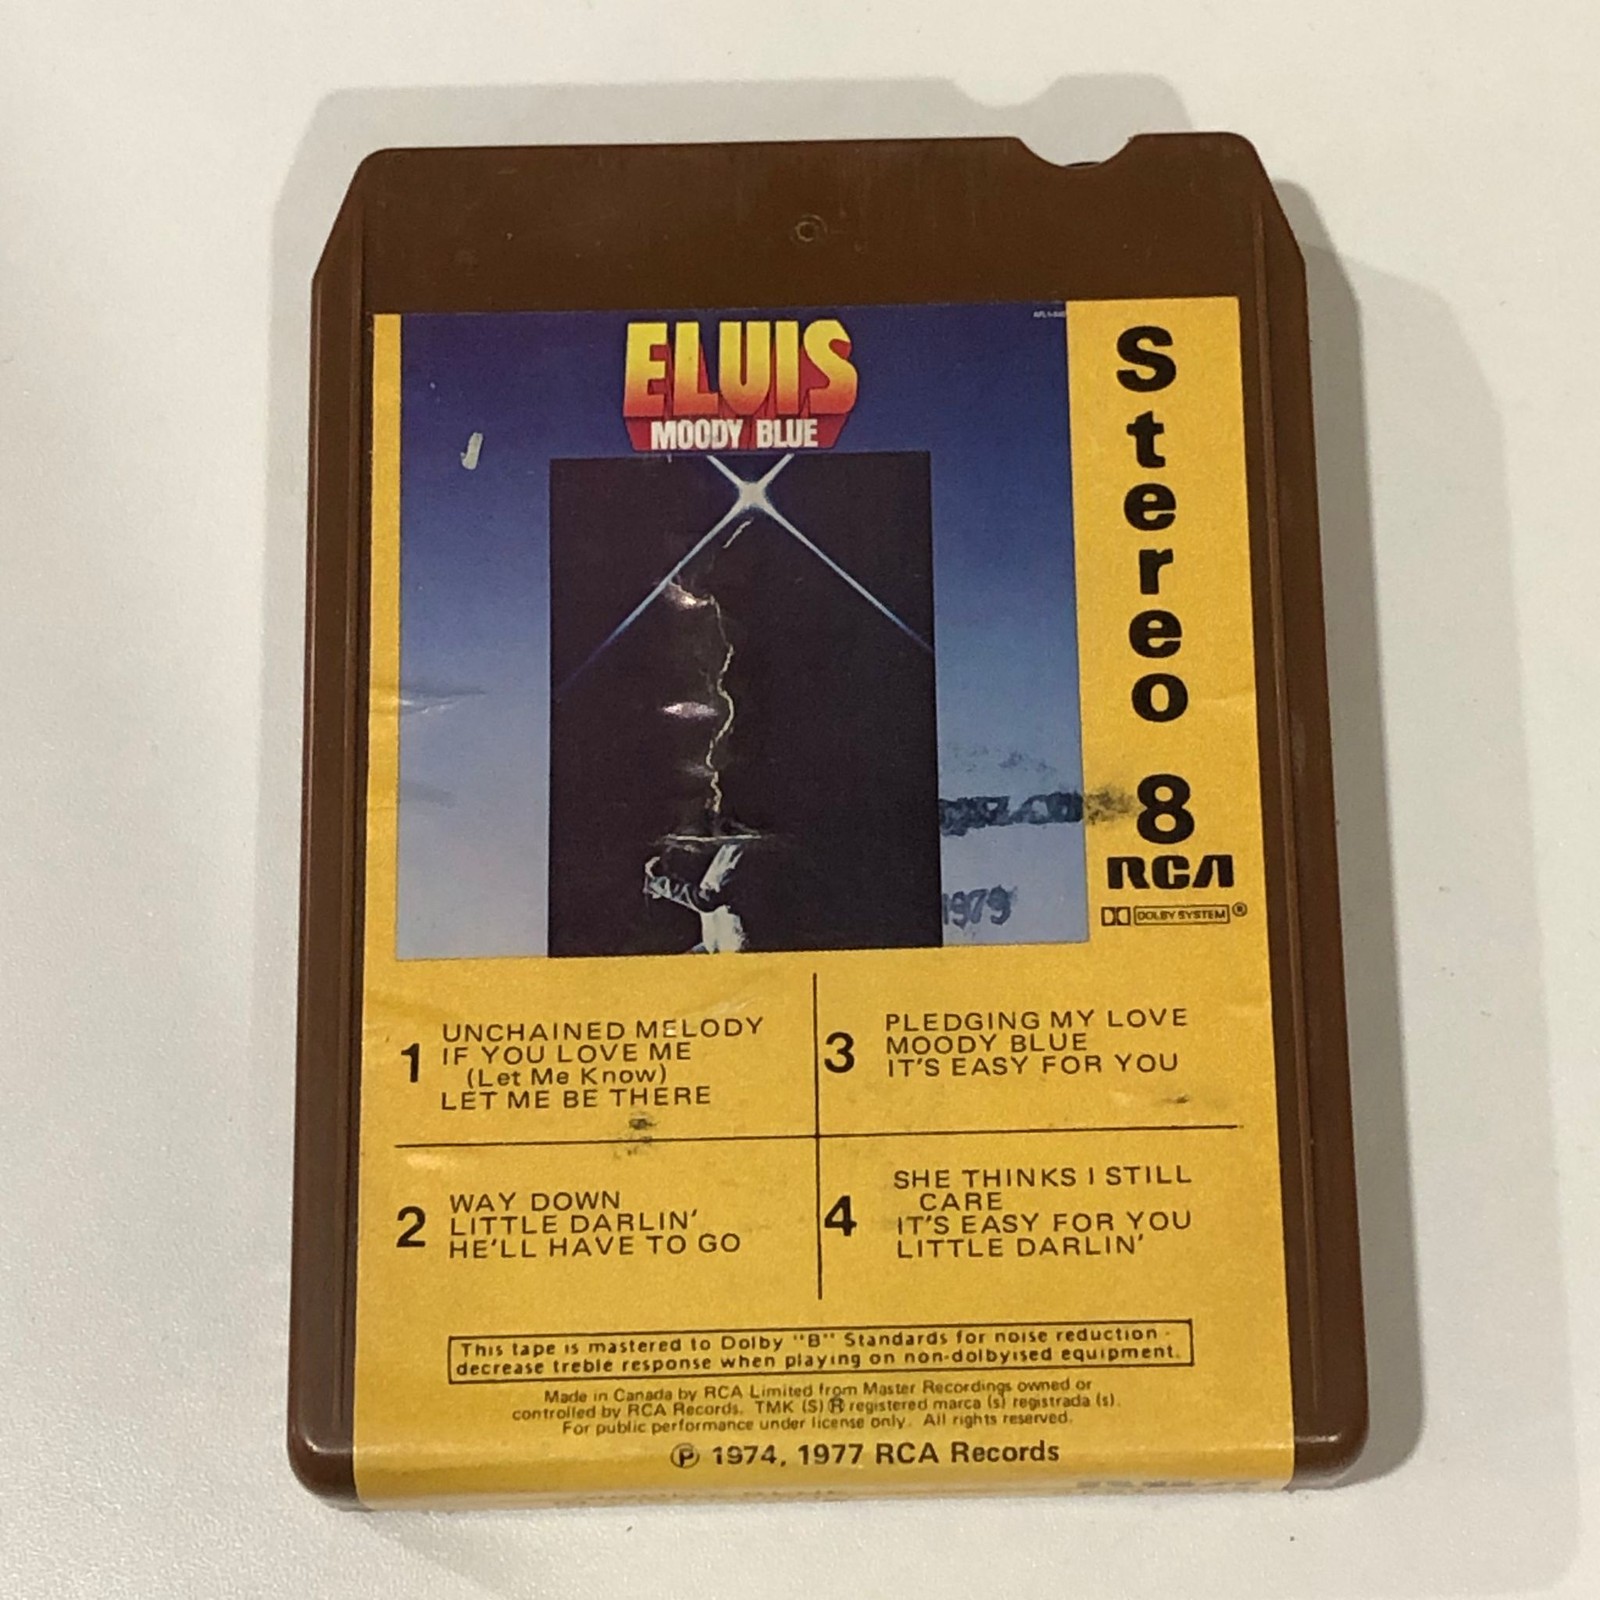 ELVIS
MOODY BLUE
Stereo 8
RCA
DOLBY SYSTEM ®
1979
1
UNCHAINED MELODY
IF YOU LOVE ME
(Let Me Know)
LET ME BE THERE
2
WAY DOWN
LITTLE DARLIN'
HE'LL HAVE TO GO
3
PLEDGING MY LOVE
MOODY BLUE
IT'S EASY FOR YOU
4
SHE THINKS I STILL
CARE
IT'S EASY FOR YOU
LITTLE DARLIN'
This tape is mastered to Dolby "B" Standards for noise reduction -
decrease treble response when playing on non-dolbyised equipment.
Made in Canada by RCA Limited from Master Recordings owned or
controlled by RCA Records. TMK (S) ® registered marca (s) registrada (s).
For public performance under license only. All rights reserved.
℗ 1974, 1977 RCA Records